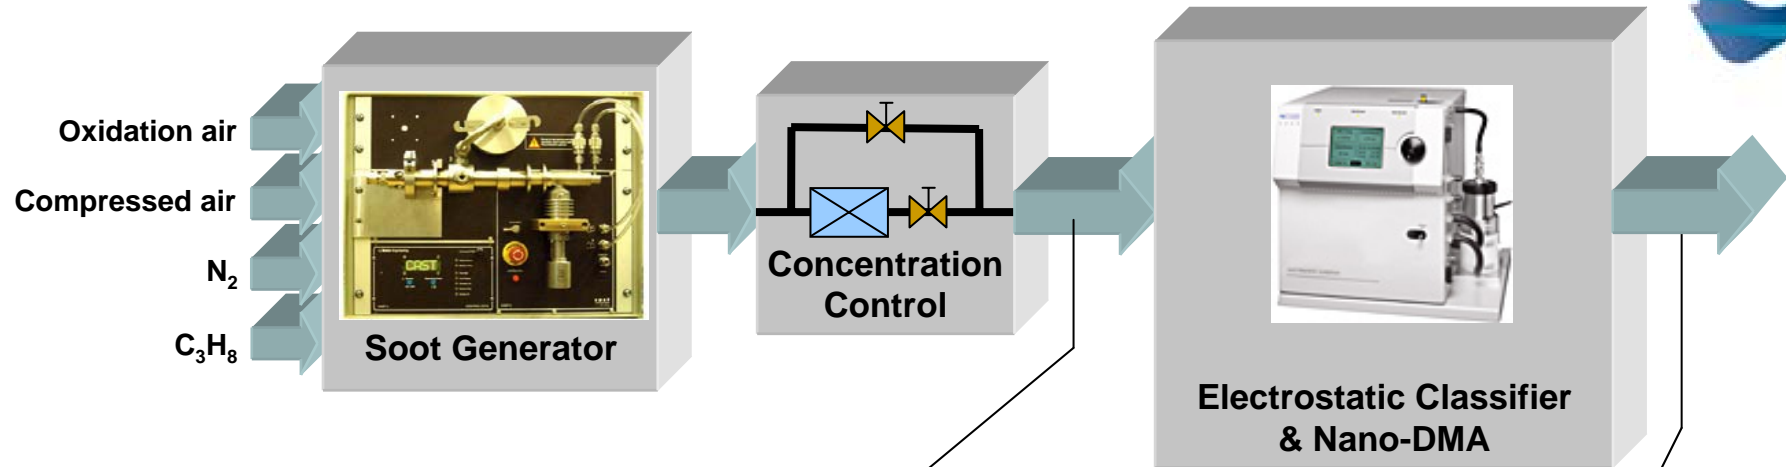 Oxidation air
Compressed air
N₂
C₃H₈
CAST
Soot Generator
Concentration
Control
Electrostatic Classifier
& Nano-DMA